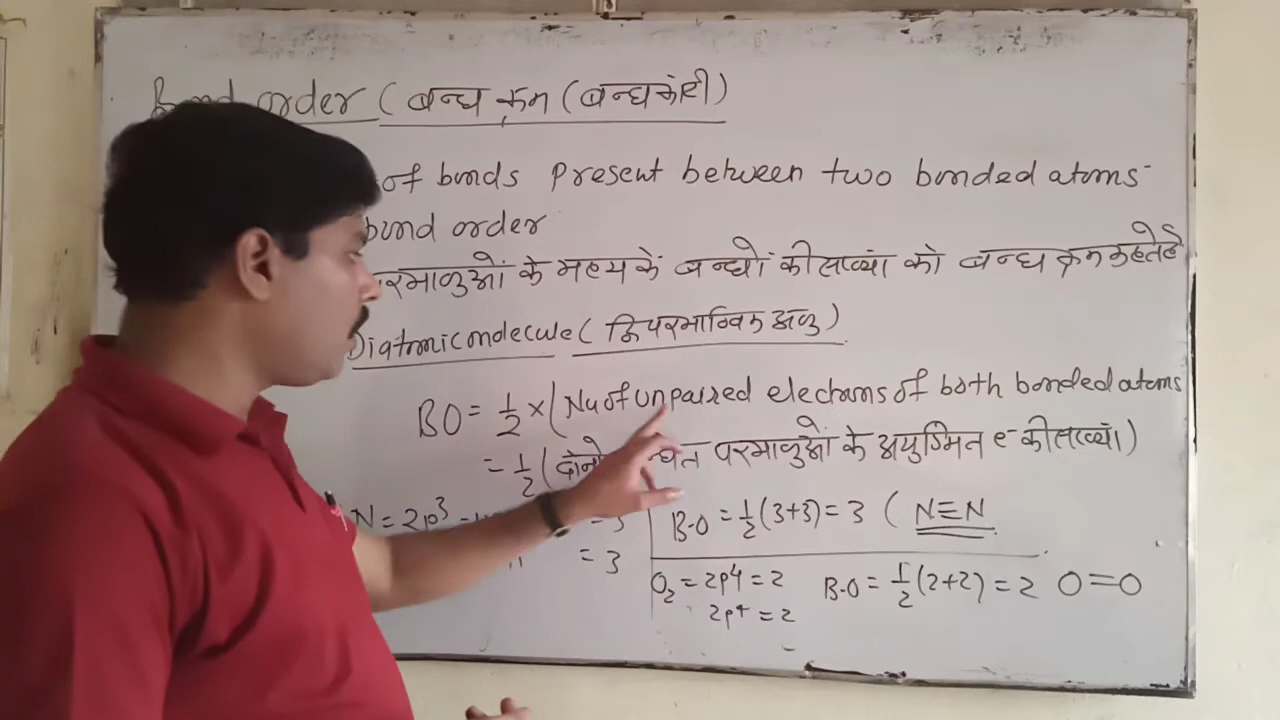 Bond order (बन्ध क्रम (बन्धकोटी)
of bonds present between two bonded atoms
bond order
परमाणुओं के मध्य के बन्धों की संख्यां को बन्ध क्रम कहते है
Diatomic molecule (द्विपरमाण्विक अणु)
BO = 1/2 × (No of unpaired electrons of both bonded atoms
= 1/2 (दोनो परमाणुओं के अयुग्मित e- की संख्यां)
N = 2p³ = 3
= 3
B.O = 1/2 (3+3) = 3 ( N≡N
O₂ = 2p4 = 2 B.O = 1/2 (2+2) = 2 O=O
2p4 = 2